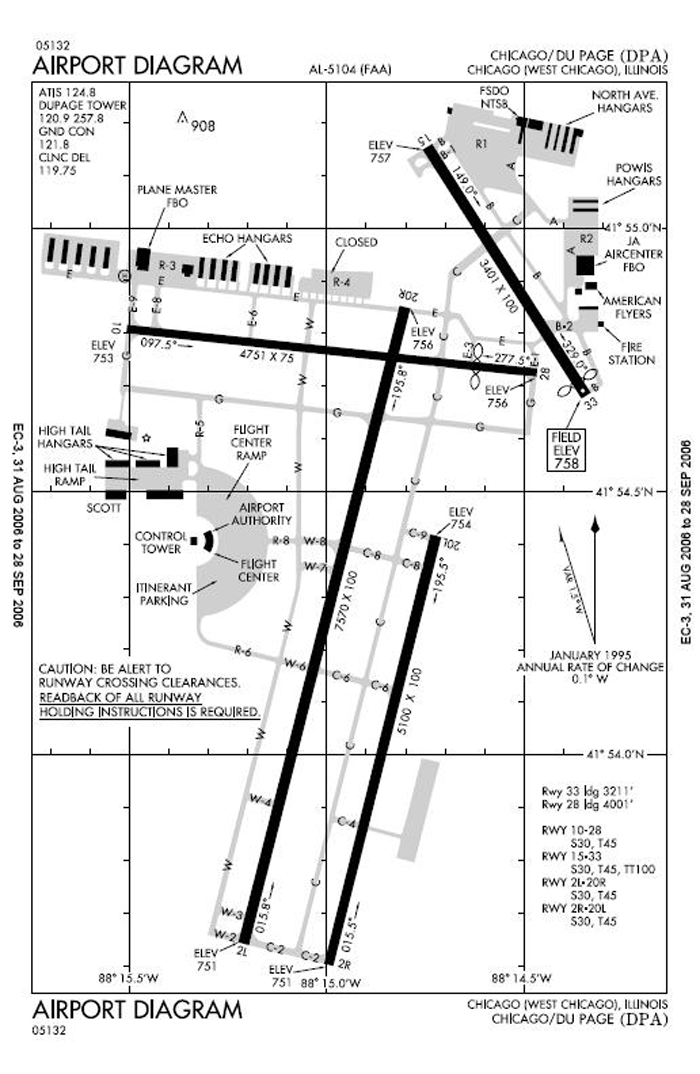 05132
AIRPORT DIAGRAM
AL-5104 (FAA)
CHICAGO/DU PAGE (DPA)
CHICAGO (WEST CHICAGO), ILLINOIS
ATIS 124.8
DUPAGE TOWER
120.9 257.8
GND CON
121.8
CLNC DEL
119.75
908
FSDO
NTSB
NORTH AVE.
HANGARS
R1
ELEV
757
15
B-1
B
149.0°
A
POWIS
HANGARS
PLANE MASTER
FBO
B
C
A
41° 55.0'N
ECHO HANGARS
CLOSED
R2
A
JA
AIRCENTER
FBO
R-3
R-4
C
C
3401 X 100
B
E
E
E
H
AMERICAN
FLYERS
E-9
E-8
E-6
W
20R
E
B-2
FIRE
STATION
10
ELEV
753
097.5°
4751 X 75
ELEV
756
E-3
E
277.5°
E-1
28
329.0°
B
G
W
195.8°
ELEV
756
33
G
G
G
G
FIELD
ELEV
758
HIGH TAIL
HANGARS
R-5
FLIGHT
CENTER
RAMP
W
HIGH TAIL
RAMP
C
41° 54.5'N
SCOTT
AIRPORT
AUTHORITY
ELEV
754
CONTROL
TOWER
R-8
W-8
C-9
20L
C-8
C-8
W-7
FLIGHT
CENTER
195.5°
VAR 1.5° W
ITINERANT
PARKING
7570 X 100
W
C
R-6
W-6
C-6
C-6
JANUARY 1995
ANNUAL RATE OF CHANGE
0.1° W
CAUTION: BE ALERT TO
RUNWAY CROSSING CLEARANCES.
READBACK OF ALL RUNWAY
HOLDING INSTRUCTIONS IS REQUIRED.
5100 X 100
W
C
41° 54.0'N
W-4
C-4
Rwy 33 ldg 3211'
Rwy 28 ldg 4001'
RWY 10-28
S30, T45
RWY 15-33
S30, T45, TT100
RWY 2L-20R
S30, T45
RWY 2R-20L
S30, T45
W
C
W-3
015.8°
015.5°
W-2
ELEV
751
2L
C-2
C-2
ELEV
751
2R
88° 15.5'W
88° 15.0'W
88° 14.5'W
AIRPORT DIAGRAM
05132
CHICAGO (WEST CHICAGO), ILLINOIS
CHICAGO/DU PAGE (DPA)
EC-3, 31 AUG 2006 to 28 SEP 2006
EC-3, 31 AUG 2006 to 28 SEP 2006